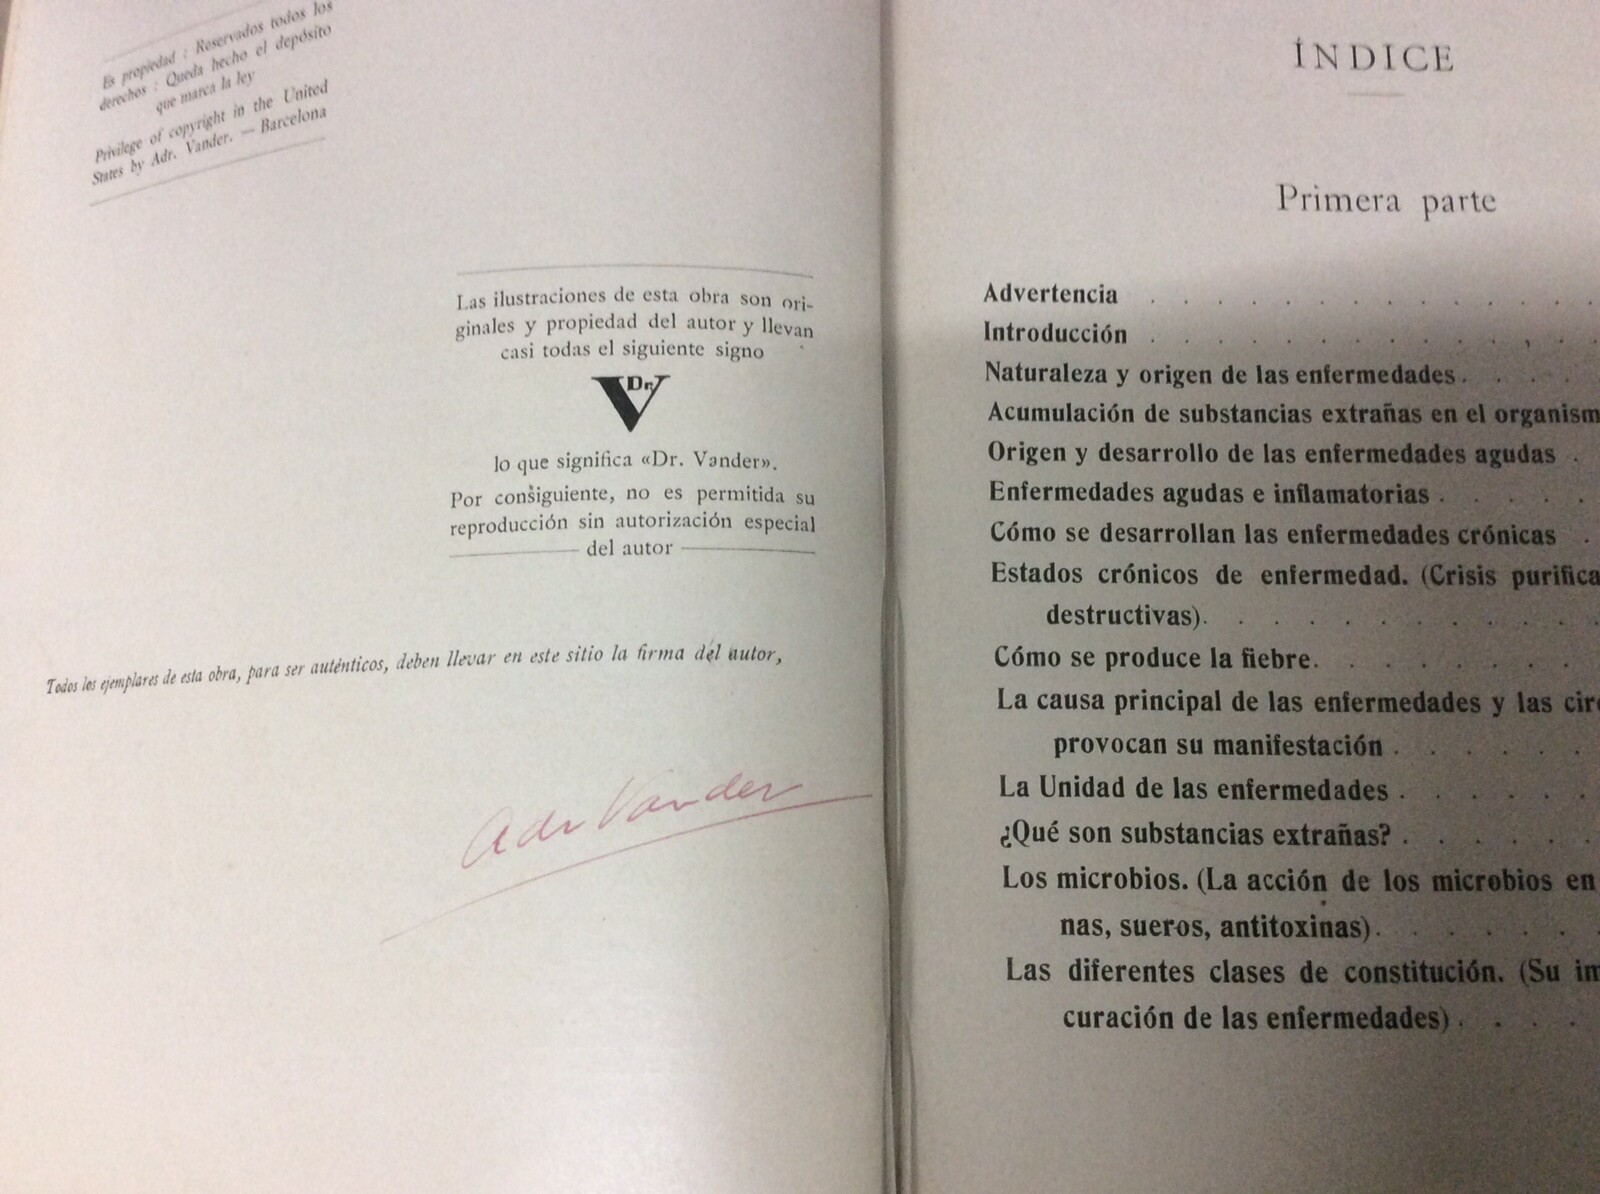 Es propiedad : Reservados todos los
derechos : Queda hecho el depósito
que marca la ley
Privilege of copyright in the United
States by Adr. Vander. — Barcelona
Las ilustraciones de esta obra son ori-
ginales y propiedad del autor y llevan
casi todas el siguiente signo
Dr. V
lo que significa «Dr. Vander».
Por consiguiente, no es permitida su
reproducción sin autorización especial
del autor
Todos los ejemplares de esta obra, para ser auténticos, deben llevar en este sitio la firma del autor,
Adr Vander
ÍNDICE
Primera parte
Advertencia . . . . . . . . . . . . .
Introducción . . . . . . . . . . . . .
Naturaleza y origen de las enfermedades . . . .
Acumulación de substancias extrañas en el organism
Origen y desarrollo de las enfermedades agudas .
Enfermedades agudas e inflamatorias . . . . .
Cómo se desarrollan las enfermedades crónicas .
Estados crónicos de enfermedad. (Crisis purifica
destructivas) . . . . . . . . . . .
Cómo se produce la fiebre . . . . . . . .
La causa principal de las enfermedades y las cir
provocan su manifestación . . . . . .
La Unidad de las enfermedades . . . . . .
¿Qué son substancias extrañas? . . . . . .
Los microbios. (La acción de los microbios en
nas, sueros, antitoxinas) . . . . . . .
Las diferentes clases de constitución. (Su im
curación de las enfermedades) . . . .